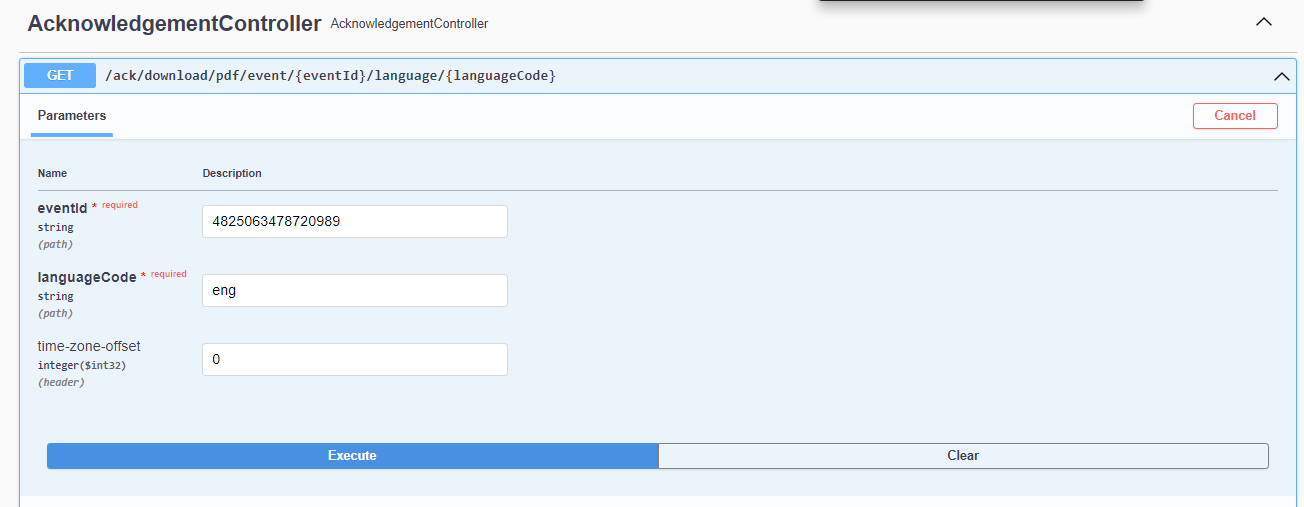 AcknowledgementController AcknowledgementController
GET /ack/download/pdf/event/{eventId}/language/{languageCode}
Parameters Cancel
Name Description
eventId * required
string
(path)
4825063478720989
languageCode * required
string
(path)
eng
time-zone-offset
integer($int32)
(header)
0
Execute Clear